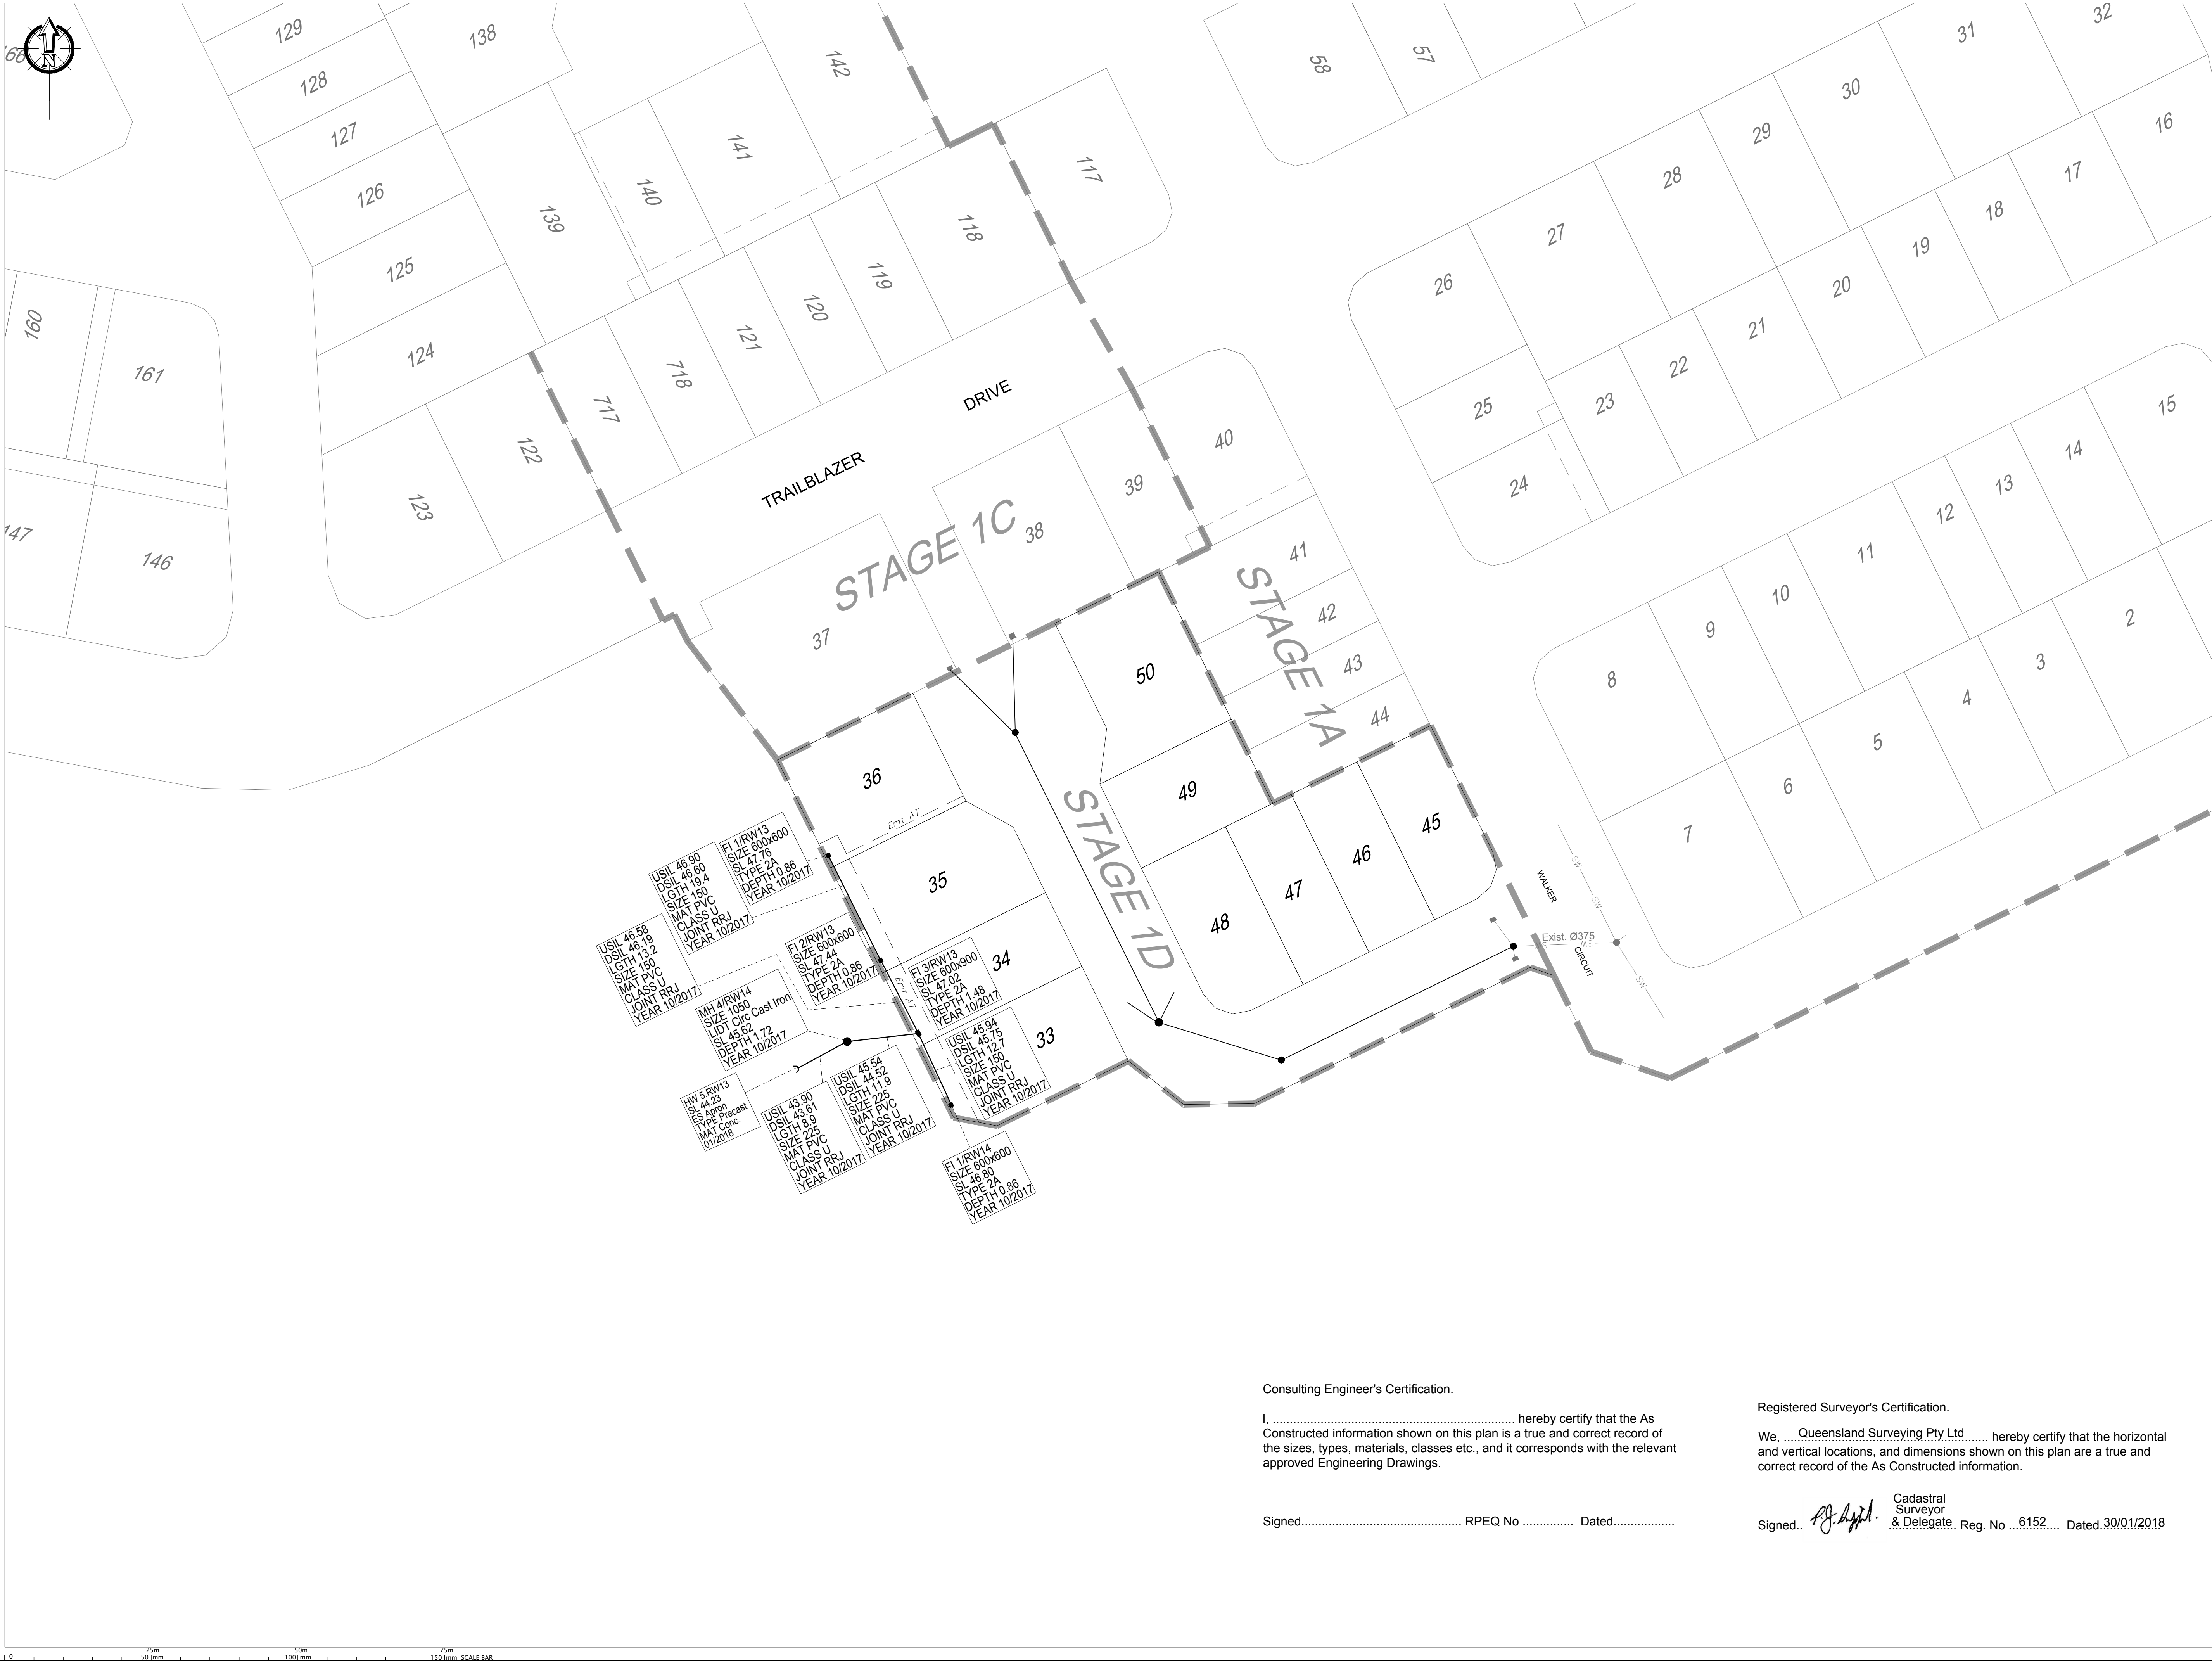 N
129
128
127
126
125
124
123
122
138
139
140
141
142
117
118
119
120
121
718
717
58
57
32
31
30
29
28
27
26
25
24
16
17
18
19
20
21
22
23
15
14
13
12
11
10
9
8
7
6
5
4
3
2
160
161
147
146
TRAILBLAZER
DRIVE
STAGE 1C
STAGE 1A
STAGE 1D
37
38
39
40
41
42
43
44
50
49
48
47
46
45
36
35
34
33
Emt AT
Emt AT
WALKER
CIRCUIT
SW
SW
SW
Exist. Ø375
FI 1/RW13
SIZE 600x600
SL 47.76
TYPE 2A
DEPTH 0.86
YEAR 10/2017
USIL 46.90
DSIL 46.60
LGTH 19.4
SIZE 150
MAT PVC
CLASS U
JOINT RRJ
YEAR 10/2017
USIL 46.58
DSIL 46.19
LGTH 13.2
SIZE 150
MAT PVC
CLASS U
JOINT RRJ
YEAR 10/2017
FI 2/RW13
SIZE 600x600
SL 47.44
TYPE 2A
DEPTH 0.86
YEAR 10/2017
MH 4/RW14
SIZE 1050
LIDT Circ Cast Iron
SL 45.62
DEPTH 1.72
YEAR 10/2017
FI 3/RW13
SIZE 600x900
SL 47.02
TYPE 2A
DEPTH 1.48
YEAR 10/2017
USIL 45.94
DSIL 45.75
LGTH 12.7
SIZE 150
MAT PVC
CLASS U
JOINT RRJ
YEAR 10/2017
HW 5.RW13
SL 44.23
ES Apron
TYPE Precast
MAT Conc.
01/2018
USIL 43.90
DSIL 43.61
LGTH 8.9
SIZE 225
MAT PVC
CLASS U
JOINT RRJ
YEAR 10/2017
USIL 45.54
DSIL 44.52
LGTH 11.9
SIZE 225
MAT PVC
CLASS U
JOINT RRJ
YEAR 10/2017
FI 1/RW14
SIZE 600x600
SL 46.80
TYPE 2A
DEPTH 0.86
YEAR 10/2017
Consulting Engineer's Certification.
I, ....................................................................... hereby certify that the As
Constructed information shown on this plan is a true and correct record of
the sizes, types, materials, classes etc., and it corresponds with the relevant
approved Engineering Drawings.
Signed............................................... RPEQ No ............... Dated..................
Registered Surveyor's Certification.
We, Queensland Surveying Pty Ltd hereby certify that the horizontal
and vertical locations, and dimensions shown on this plan are a true and
correct record of the As Constructed information.
Cadastral
Surveyor
Signed.. & Delegate Reg. No 6152 Dated 30/01/2018
25m 50m 75m
0 50mm 100mm 150mm SCALE BAR